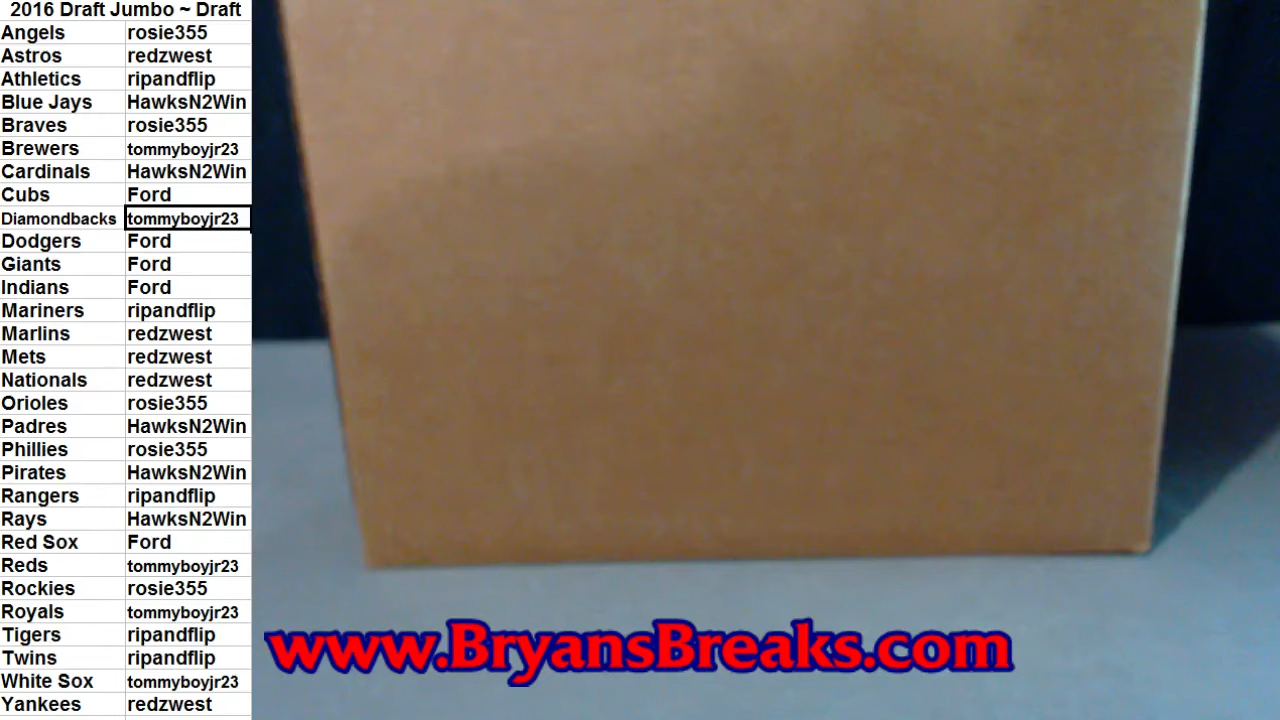 2016 Draft Jumbo ~ Draft
Angels rosie355
Astros redzwest
Athletics ripandflip
Blue Jays HawksN2Win
Braves rosie355
Brewers tommyboyjr23
Cardinals HawksN2Win
Cubs Ford
Diamondbacks tommyboyjr23
Dodgers Ford
Giants Ford
Indians Ford
Mariners ripandflip
Marlins redzwest
Mets redzwest
Nationals redzwest
Orioles rosie355
Padres HawksN2Win
Phillies rosie355
Pirates HawksN2Win
Rangers ripandflip
Rays HawksN2Win
Red Sox Ford
Reds tommyboyjr23
Rockies rosie355
Royals tommyboyjr23
Tigers ripandflip
Twins ripandflip
White Sox tommyboyjr23
Yankees redzwest
www.BryansBreaks.com